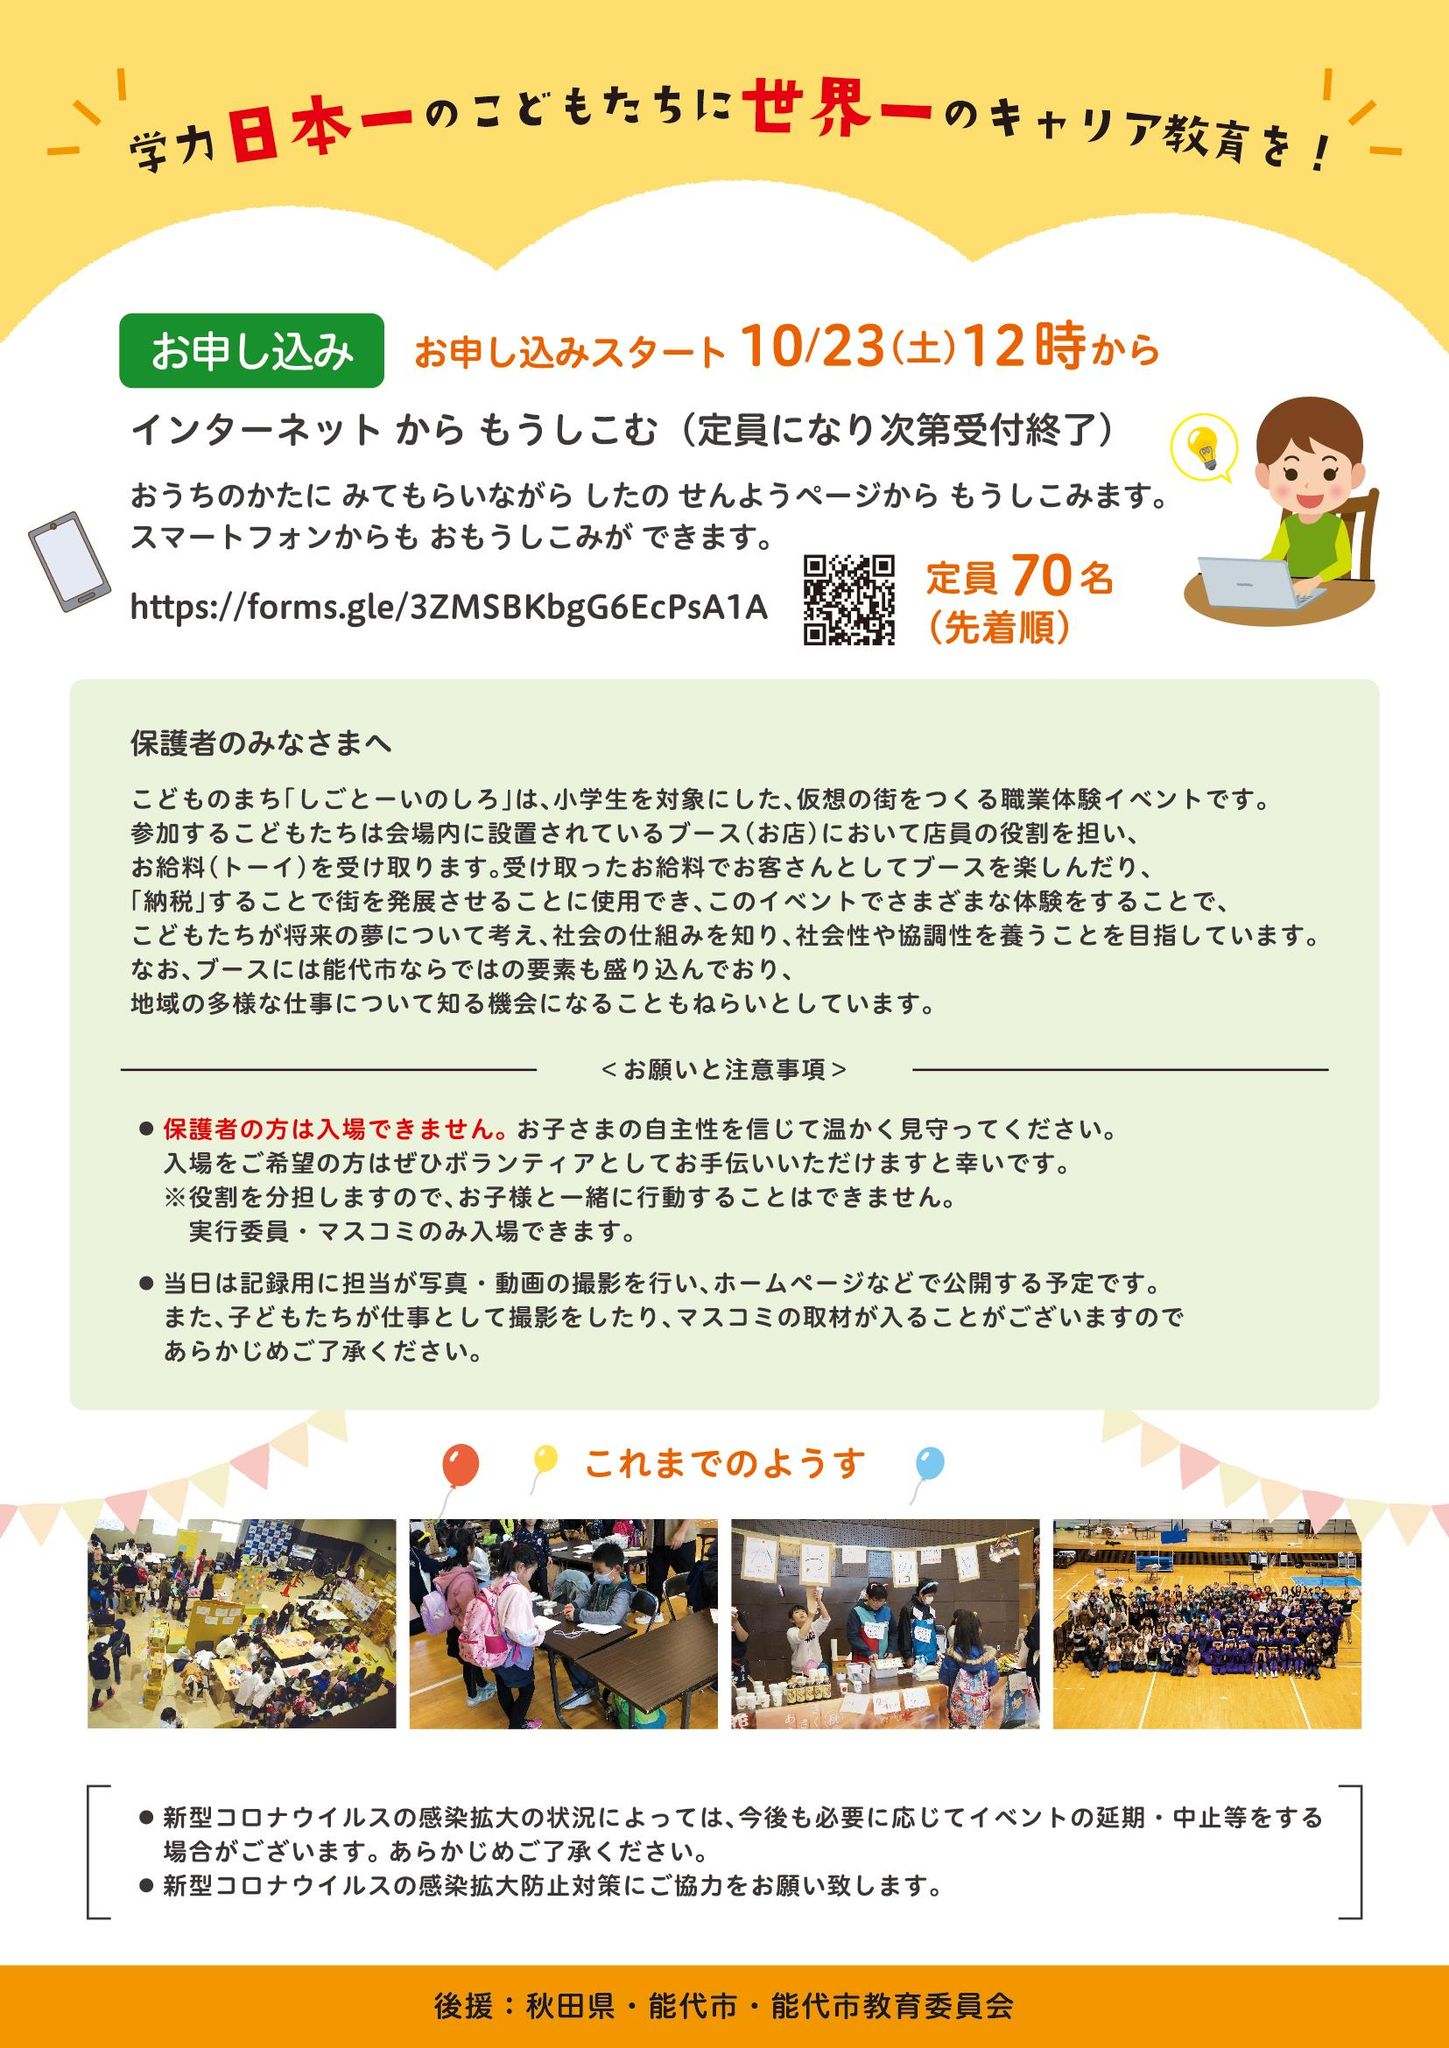 学力日本一のこどもたちに世界一のキャリア教育を！
お申し込み
お申し込みスタート 10/23(土)12時から
インターネット から もうしこむ（定員になり次第受付終了）
おうちのかたに みてもらいながら したの せんようページから もうしこみます。
スマートフォンからも おもうしこみが できます。
https://forms.gle/3ZMSBKbgG6EcPsA1A
定員 70名
（先着順）
保護者のみなさまへ
こどものまち「しごとーいのしろ」は、小学生を対象にした、仮想の街をつくる職業体験イベントです。
参加するこどもたちは会場内に設置されているブース（お店）において店員の役割を担い、
お給料（トーイ）を受け取ります。受け取ったお給料でお客さんとしてブースを楽しんだり、
「納税」することで街を発展させることに使用でき、このイベントでさまざまな体験をすることで、
こどもたちが将来の夢について考え、社会の仕組みを知り、社会性や協調性を養うことを目指しています。
なお、ブースには能代市ならではの要素も盛り込んでおり、
地域の多様な仕事について知る機会になることもねらいとしています。
＜お願いと注意事項＞
●保護者の方は入場できません。お子さまの自主性を信じて温かく見守ってください。
入場をご希望の方はぜひボランティアとしてお手伝いいただけますと幸いです。
※役割を分担しますので、お子様と一緒に行動することはできません。
実行委員・マスコミのみ入場できます。
●当日は記録用に担当が写真・動画の撮影を行い、ホームページなどで公開する予定です。
また、子どもたちが仕事として撮影をしたり、マスコミの取材が入ることがございますので
あらかじめご了承ください。
これまでのようす
●新型コロナウイルスの感染拡大の状況によっては、今後も必要に応じてイベントの延期・中止等をする
場合がございます。あらかじめご了承ください。
●新型コロナウイルスの感染拡大防止対策にご協力をお願い致します。
後援：秋田県・能代市・能代市教育委員会